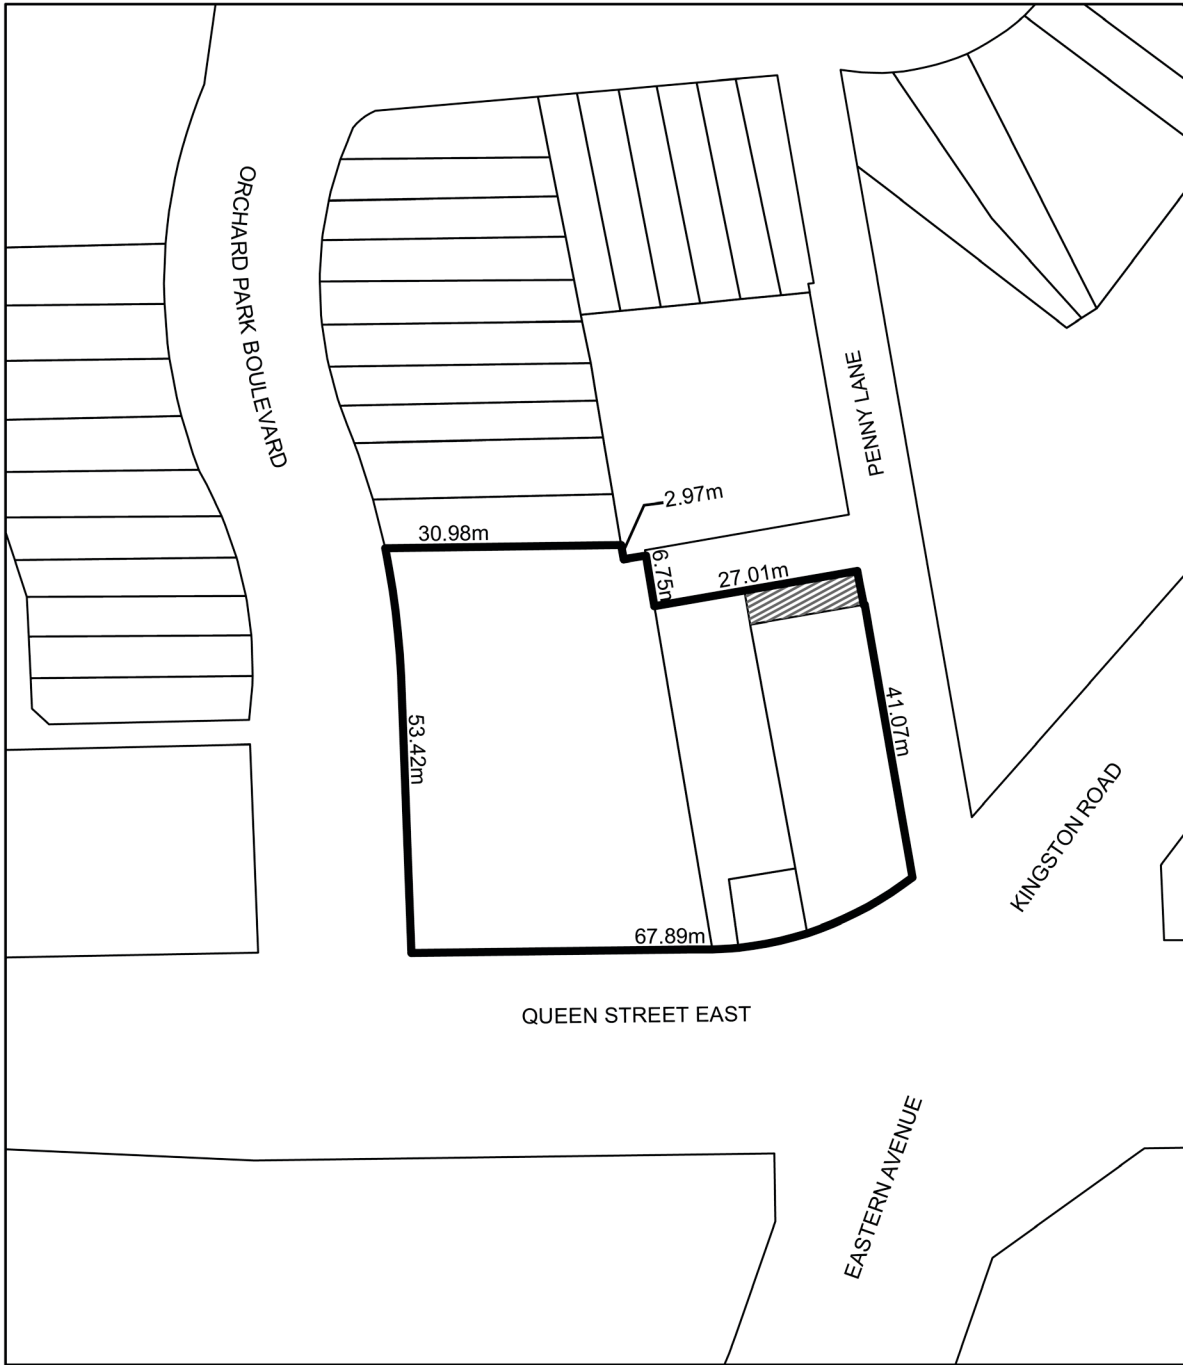 ORCHARD PARK BOULEVARD
PENNY LANE
2.97m
30.98m
6.75m
27.01m
53.42m
41.07m
KINGSTON ROAD
67.89m
QUEEN STREET EAST
EASTERN AVENUE